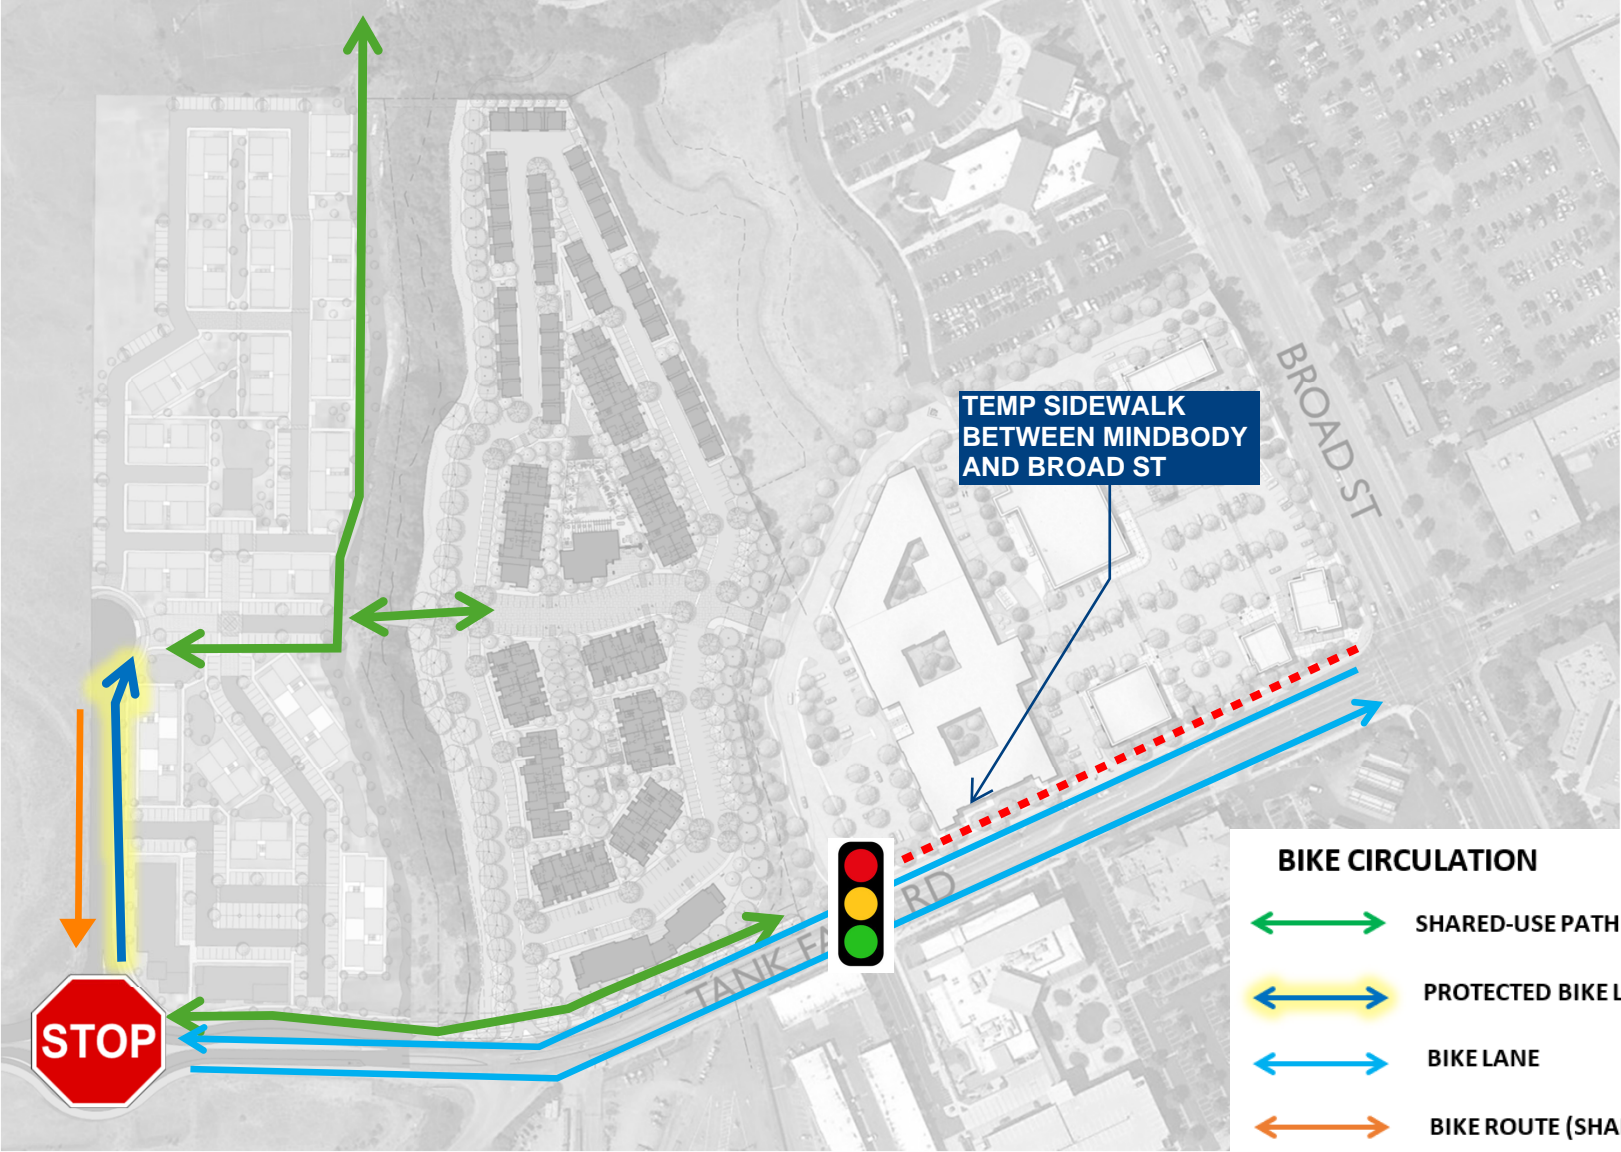 BROAD ST
TEMP SIDEWALK
BETWEEN MINDBODY
AND BROAD ST
TANK FA
RD
STOP
BIKE CIRCULATION
SHARED-USE PATH
PROTECTED BIKE L
BIKE LANE
BIKE ROUTE (SHA